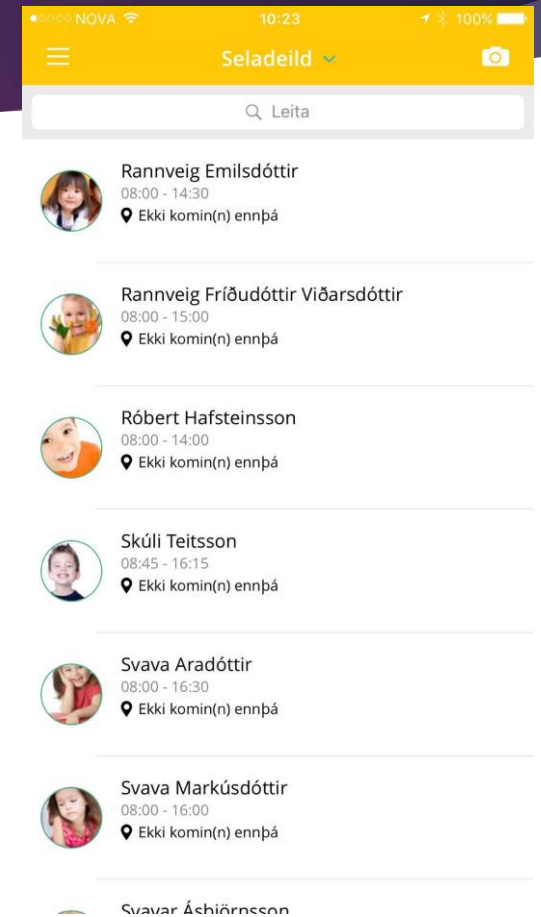 NOVA 10:23 100%
Seladeild
Leita
Rannveig Emilsdóttir
08:00 - 14:30
Ekki komin(n) ennþá
Rannveig Fríðudóttir Viðarsdóttir
08:00 - 15:00
Ekki komin(n) ennþá
Róbert Hafsteinsson
08:00 - 14:00
Ekki komin(n) ennþá
Skúli Teitsson
08:45 - 16:15
Ekki komin(n) ennþá
Svava Aradóttir
08:00 - 16:30
Ekki komin(n) ennþá
Svava Markúsdóttir
08:00 - 16:00
Ekki komin(n) ennþá
Svavar Ásbjörnsson